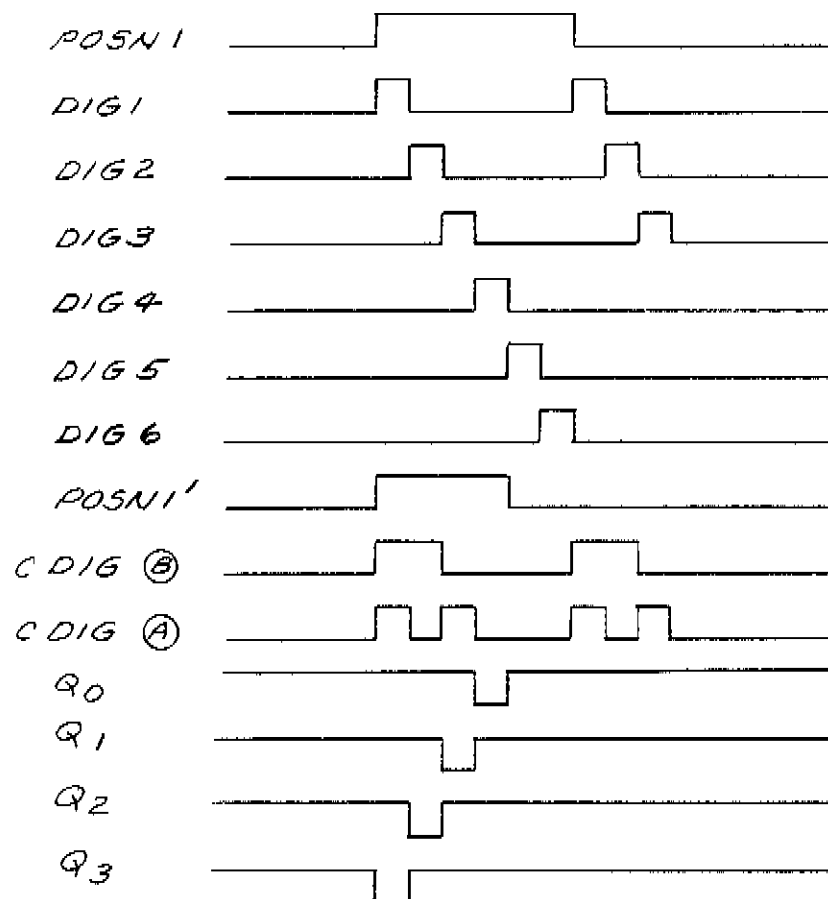 POSN 1
DIG 1
DIG 2
DIG 3
DIG 4
DIG 5
DIG 6
POSN 1'
C DIG Ⓑ
C DIG Ⓐ
Q0
Q1
Q2
Q3